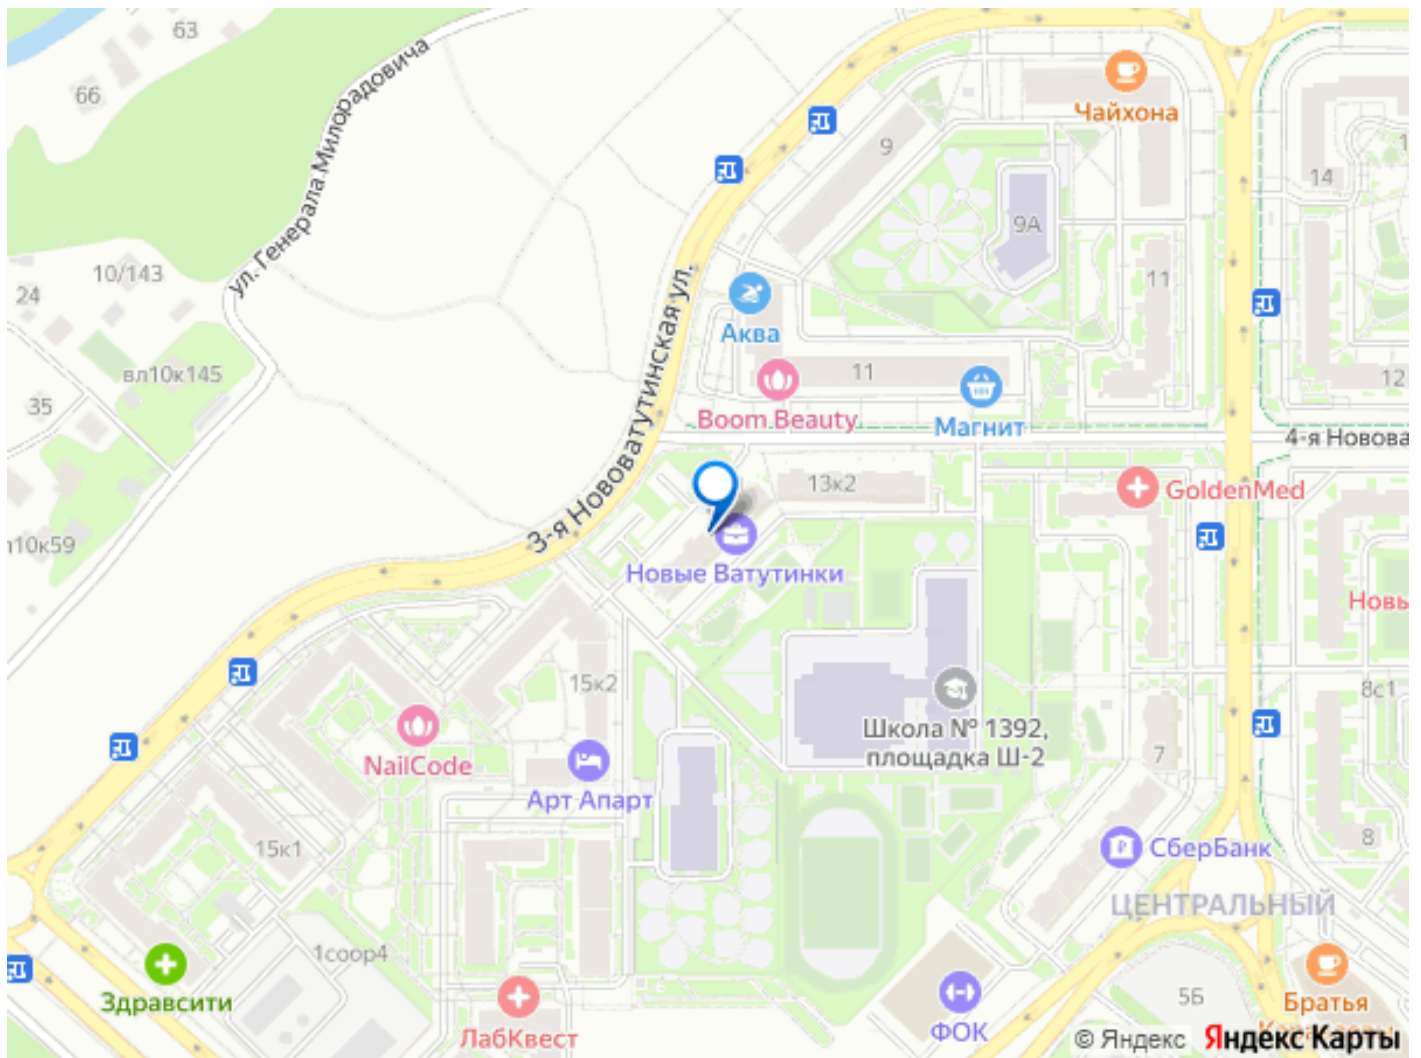 63
66
ул. Генерала Милорадовича
Чайхона
9
14
9А
10/143
24
11
Аква
вл10к145
35
11
12
Boom Beauty
Магнит
3-я Нововатутинская ул.
4-я Новова
13к2
GoldenMed
10к59
Новые Ватутинки
Новь
15к2
8с1
Школа № 1392,
площадка Ш-2
7
NailCode
Арт Апарт
15к1
8
СберБанк
ЦЕНТРАЛЬНЫЙ
1соор4
Здравсити
5Б
ЛабКвест
ФОК
Братья
© Яндекс Яндекс Карты